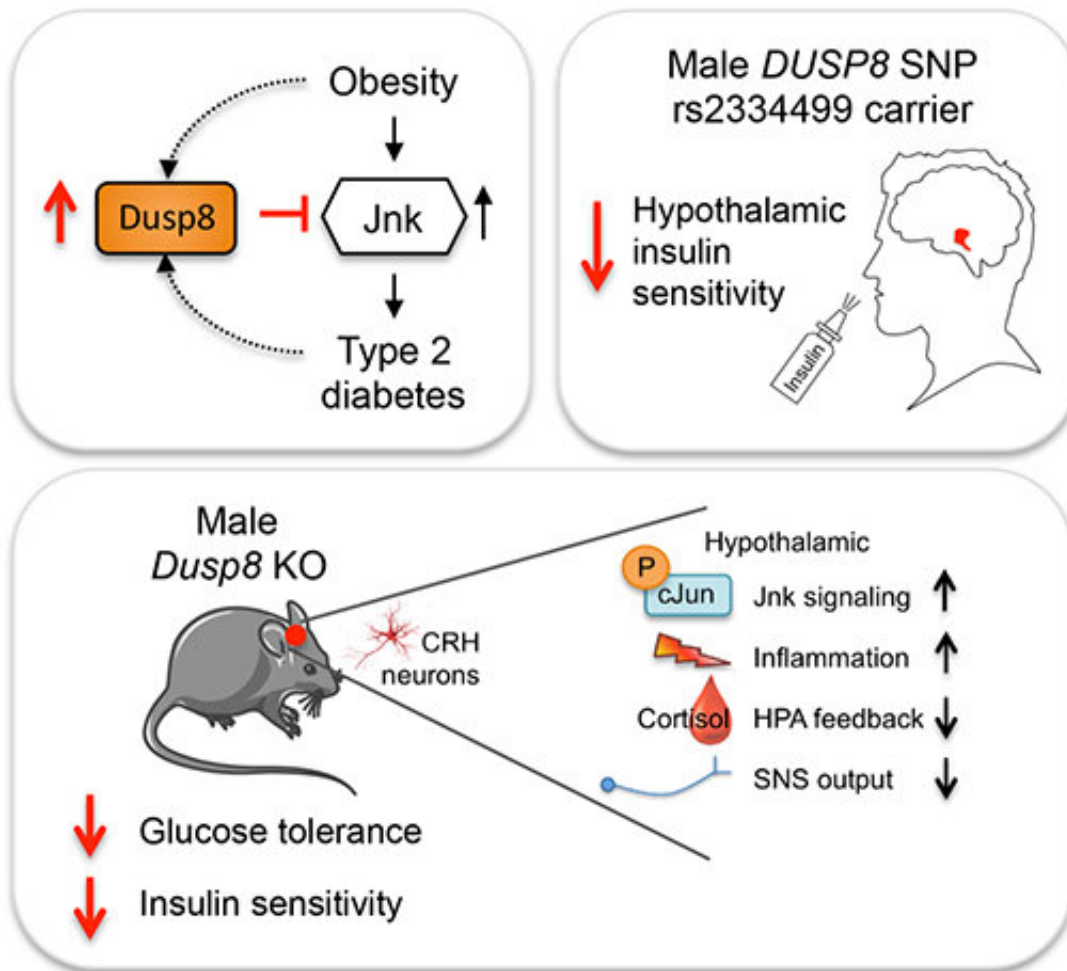 Obesity
Dusp8
Jnk
Type 2
diabetes
Male DUSP8 SNP
rs2334499 carrier
Hypothalamic
insulin
sensitivity
Insulin
Male
Dusp8 KO
CRH
neurons
Hypothalamic
P
cJun Jnk signaling
Inflammation
Cortisol HPA feedback
SNS output
Glucose tolerance
Insulin sensitivity